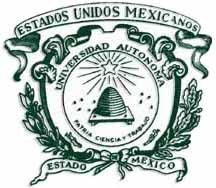 ESTADOS UNIDOS MEXICANOS
UNIVERSIDAD AUTONOMA
PATRIA CIENCIA Y TRABAJO
ESTADO MEXICO